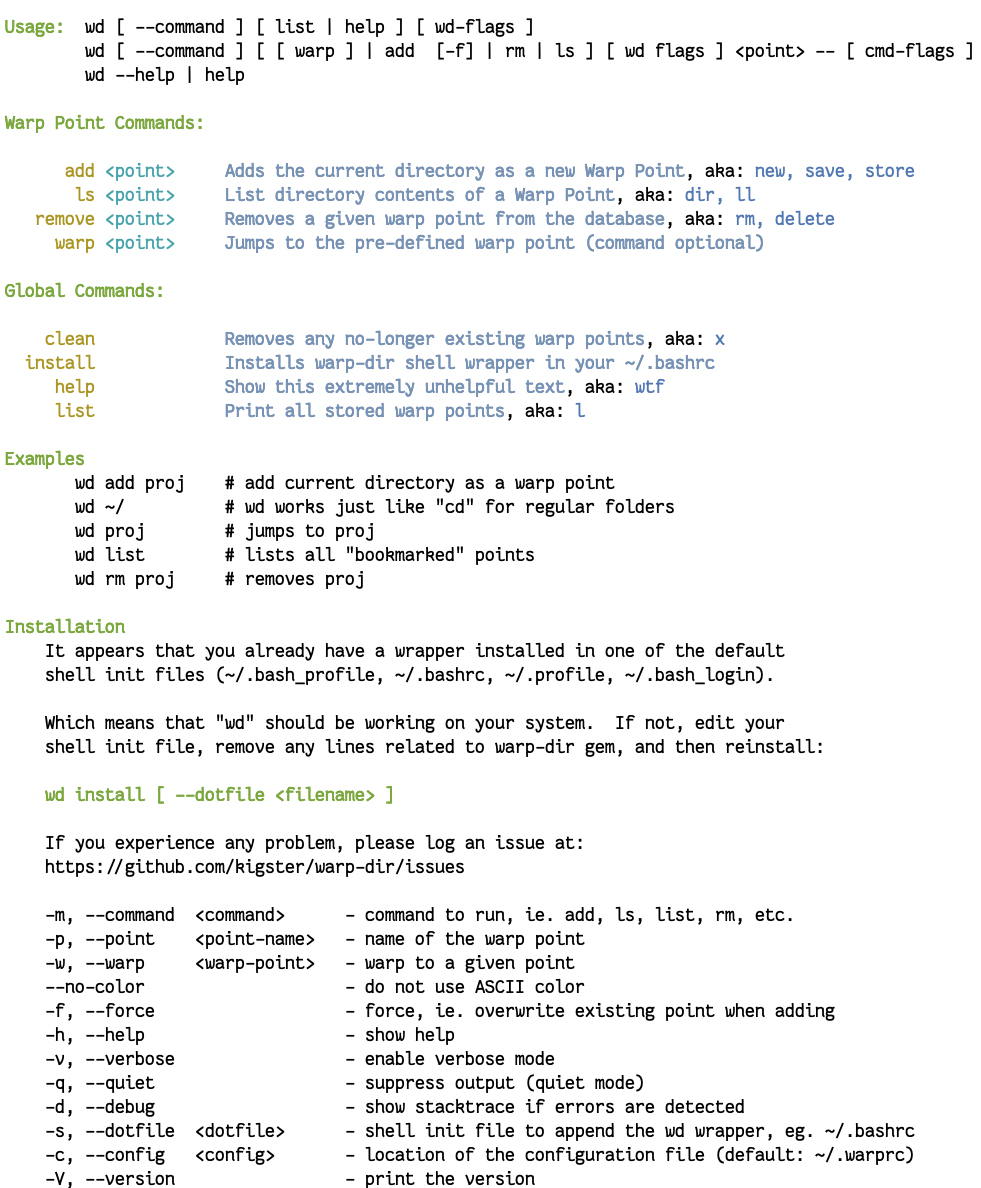 Usage:  wd [ --command ] [ list | help ] [ wd-flags ]
        wd [ --command ] [ [ warp ] | add  [-f] | rm | ls ] [ wd flags ] <point> -- [ cmd-flags ]
        wd --help | help

Warp Point Commands:

      add <point>     Adds the current directory as a new Warp Point, aka: new, save, store
       ls <point>     List directory contents of a Warp Point, aka: dir, ll
   remove <point>     Removes a given warp point from the database, aka: rm, delete
     warp <point>     Jumps to the pre-defined warp point (command optional)

Global Commands:

    clean             Removes any no-longer existing warp points, aka: x
  install             Installs warp-dir shell wrapper in your ~/.bashrc
     help             Show this extremely unhelpful text, aka: wtf
     list             Print all stored warp points, aka: l

Examples
       wd add proj    # add current directory as a warp point
       wd ~/          # wd works just like "cd" for regular folders
       wd proj        # jumps to proj
       wd list        # lists all "bookmarked" points
       wd rm proj     # removes proj

Installation
    It appears that you already have a wrapper installed in one of the default
    shell init files (~/.bash_profile, ~/.bashrc, ~/.profile, ~/.bash_login).

    Which means that "wd" should be working on your system.  If not, edit your
    shell init file, remove any lines related to warp-dir gem, and then reinstall:

    wd install [ --dotfile <filename> ]

    If you experience any problem, please log an issue at:
    https://github.com/kigster/warp-dir/issues

    -m, --command  <command>      - command to run, ie. add, ls, list, rm, etc.
    -p, --point    <point-name>   - name of the warp point
    -w, --warp     <warp-point>   - warp to a given point
    --no-color                    - do not use ASCII color
    -f, --force                   - force, ie. overwrite existing point when adding
    -h, --help                    - show help
    -v, --verbose                 - enable verbose mode
    -q, --quiet                   - suppress output (quiet mode)
    -d, --debug                   - show stacktrace if errors are detected
    -s, --dotfile  <dotfile>      - shell init file to append the wd wrapper, eg. ~/.bashrc
    -c, --config   <config>       - location of the configuration file (default: ~/.warprc)
    -V, --version                 - print the version